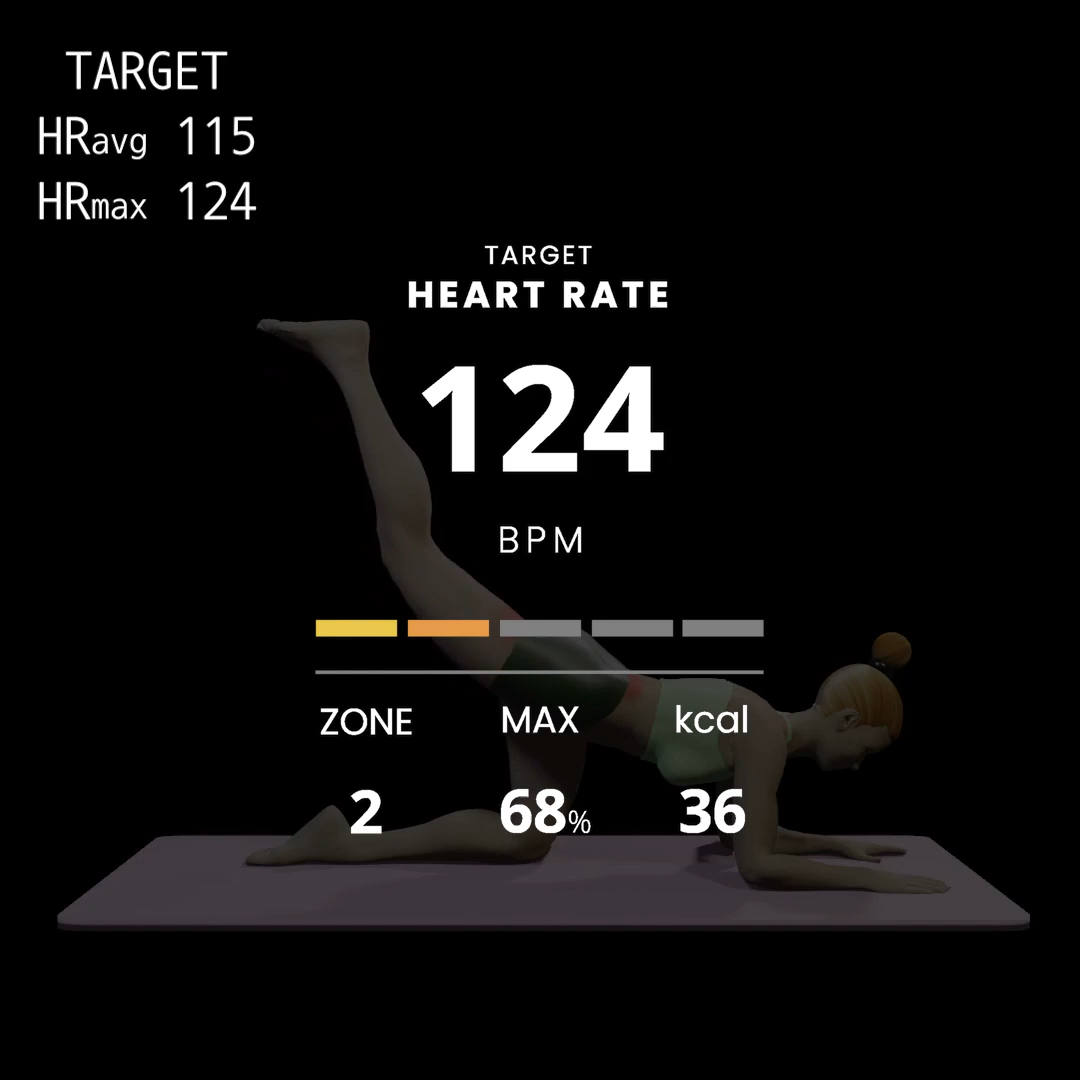 TARGET
HRavg 115
HRmax 124
TARGET
HEART RATE
124
BPM
ZONE MAX kcal
2 68% 36